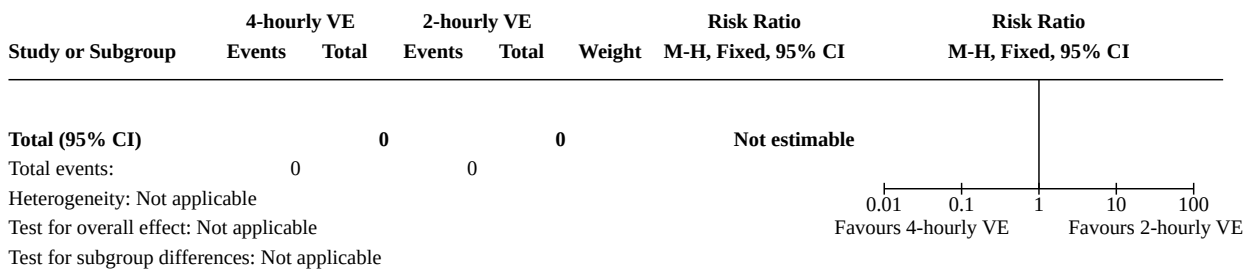 4-hourly VE 2-hourly VE Risk Ratio Risk Ratio
Study or Subgroup Events Total Events Total Weight M-H, Fixed, 95% CI M-H, Fixed, 95% CI
Total (95% CI) 0 0 Not estimable
Total events: 0 0
Heterogeneity: Not applicable
0.01 0.1 1 10 100
Test for overall effect: Not applicable Favours 4-hourly VE Favours 2-hourly VE
Test for subgroup differences: Not applicable